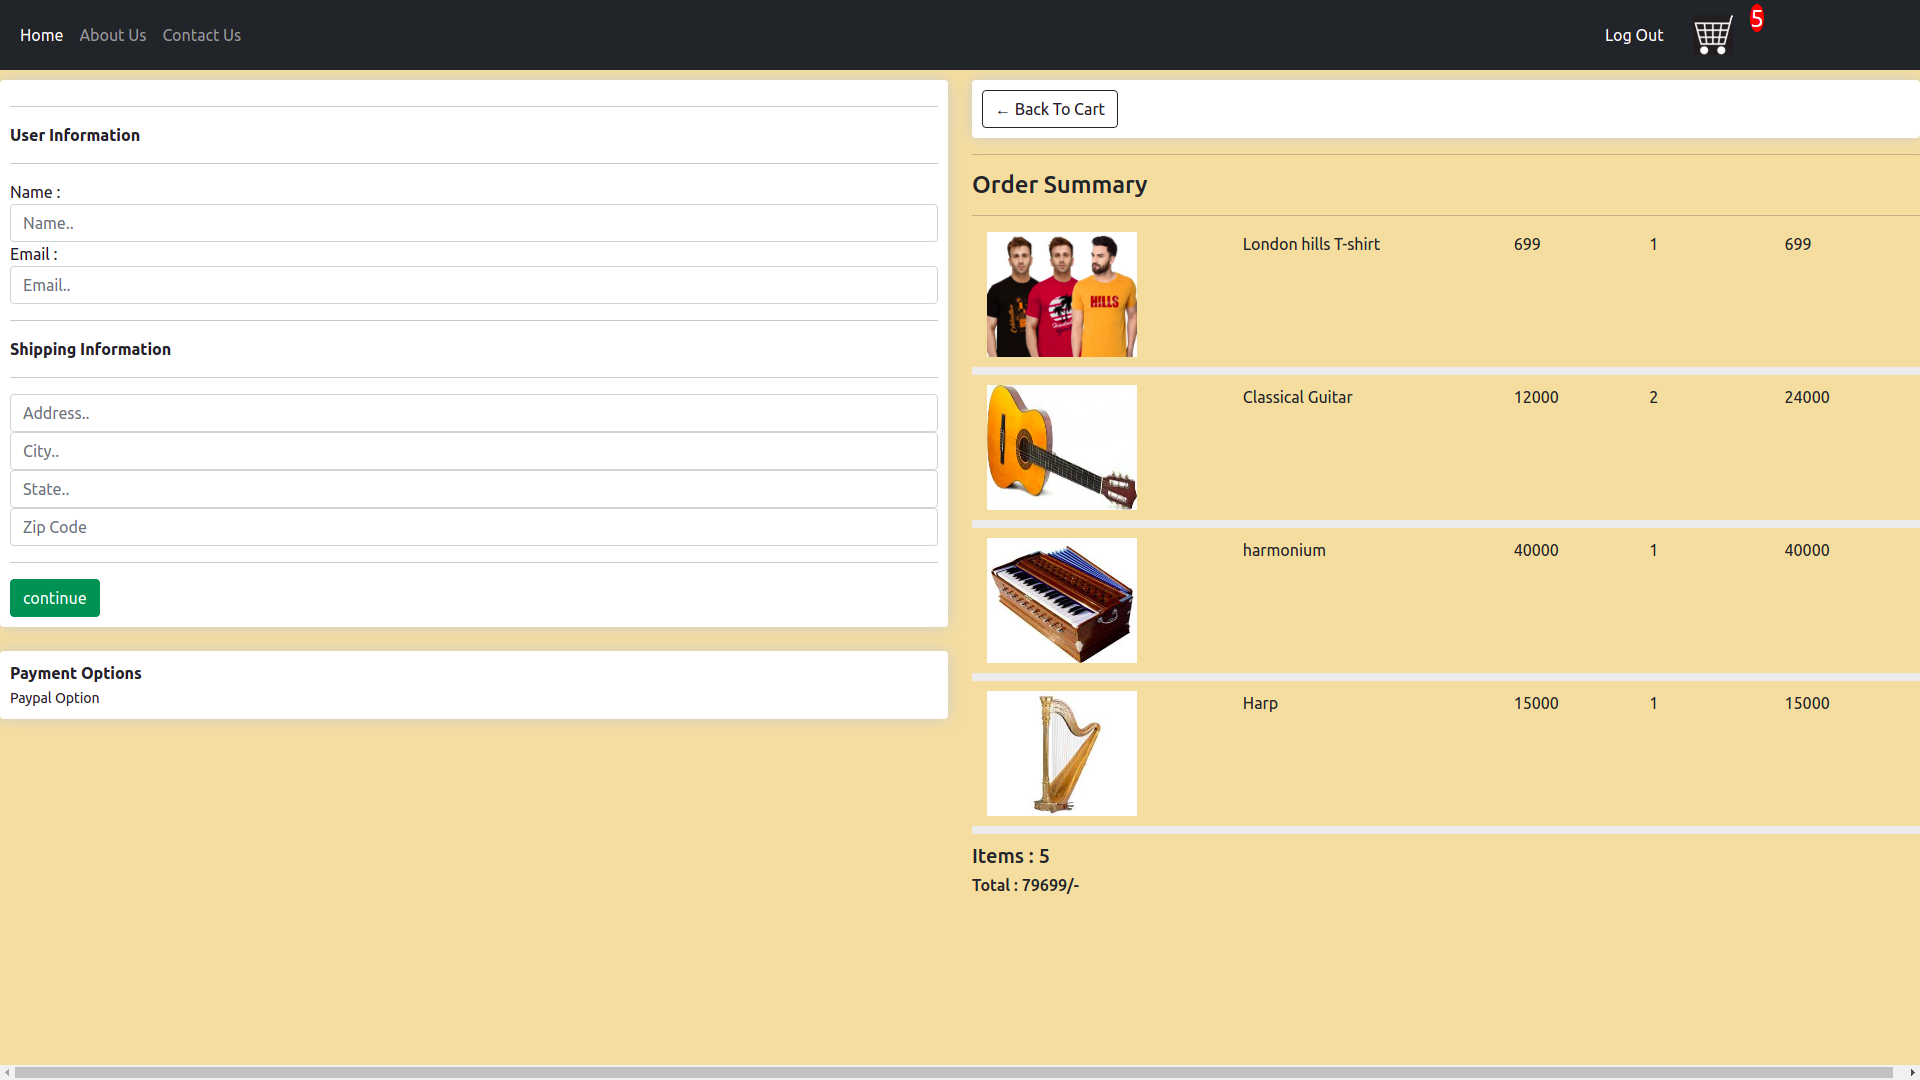 Home About Us Contact Us Log Out 5
User Information
Name :
Name..
Email :
Email..
Shipping Information
Address..
City..
State..
Zip Code
continue
Payment Options
Paypal Option
← Back To Cart
Order Summary
London hills T-shirt 699 1 699
HILLS
Classical Guitar 12000 2 24000
harmonium 40000 1 40000
Harp 15000 1 15000
Items : 5
Total : 79699/-